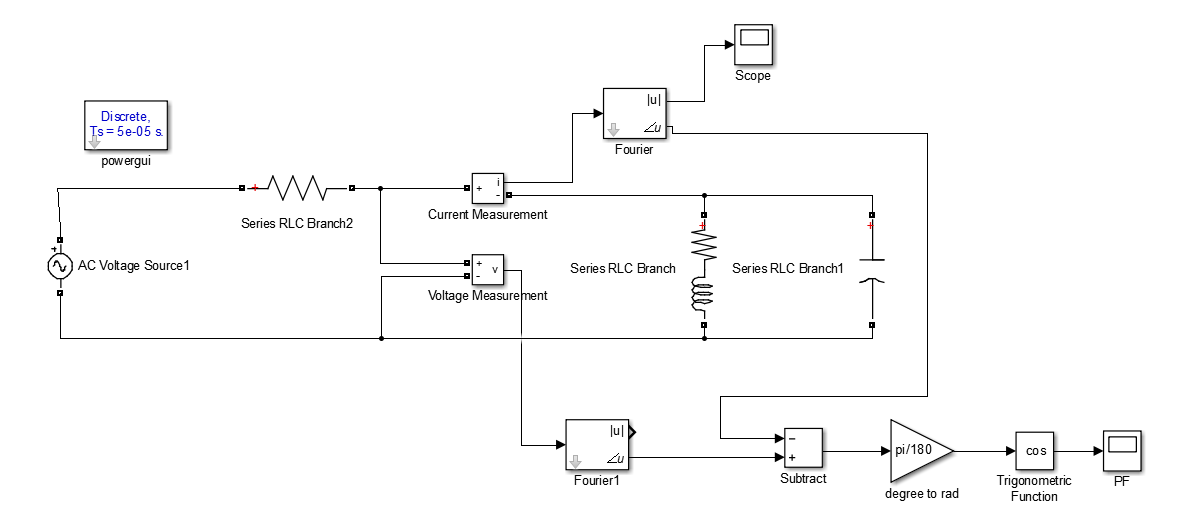 Scope
|u|
∠u
Fourier
Discrete,
Ts = 5e-05 s.
powergui
+
Series RLC Branch2
+
i
-
Current Measurement
+
AC Voltage Source1
+
-
v
Voltage Measurement
+
Series RLC Branch
+
Series RLC Branch1
|u|
∠u
Fourier1
−
+
Subtract
pi/180
degree to rad
cos
Trigonometric
Function
PF